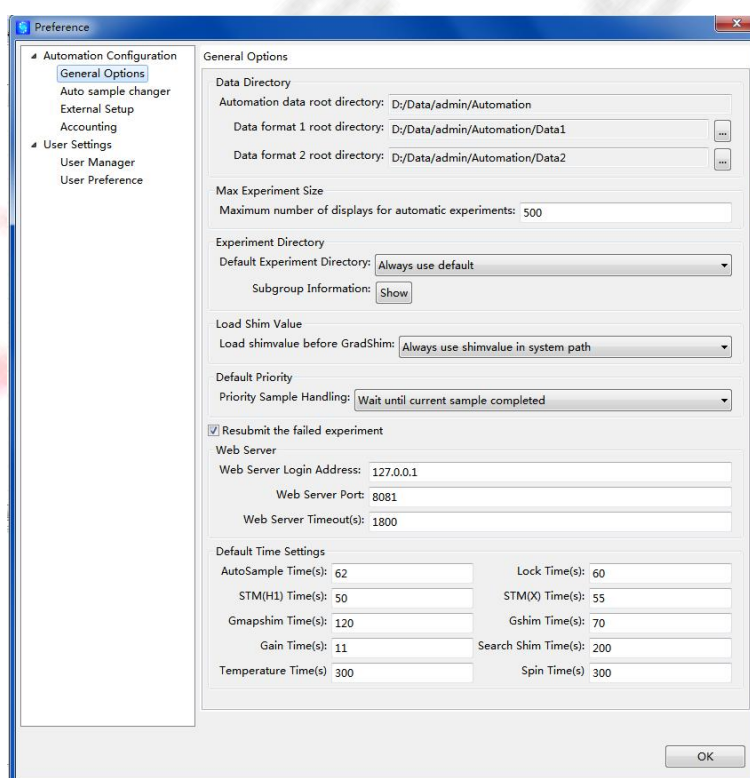 Preference
Automation Configuration
General Options
Auto sample changer
External Setup
Accounting
User Settings
User Manager
User Preference
General Options
Data Directory
Automation data root directory: D:/Data/admin/Automation
Data format 1 root directory: D:/Data/admin/Automation/Data1 ...
Data format 2 root directory: D:/Data/admin/Automation/Data2 ...
Max Experiment Size
Maximum number of displays for automatic experiments: 500
Experiment Directory
Default Experiment Directory: Always use default
Subgroup Information: Show
Load Shim Value
Load shimvalue before GradShim: Always use shimvalue in system path
Default Priority
Priority Sample Handling: Wait until current sample completed
Resubmit the failed experiment
Web Server
Web Server Login Address: 127.0.0.1
Web Server Port: 8081
Web Server Timeout(s): 1800
Default Time Settings
AutoSample Time(s): 62 Lock Time(s): 60
STM(H1) Time(s): 50 STM(X) Time(s): 55
Gmapshim Time(s): 120 Gshim Time(s): 70
Gain Time(s): 11 Search Shim Time(s): 200
Temperature Time(s) 300 Spin Time(s) 300
OK